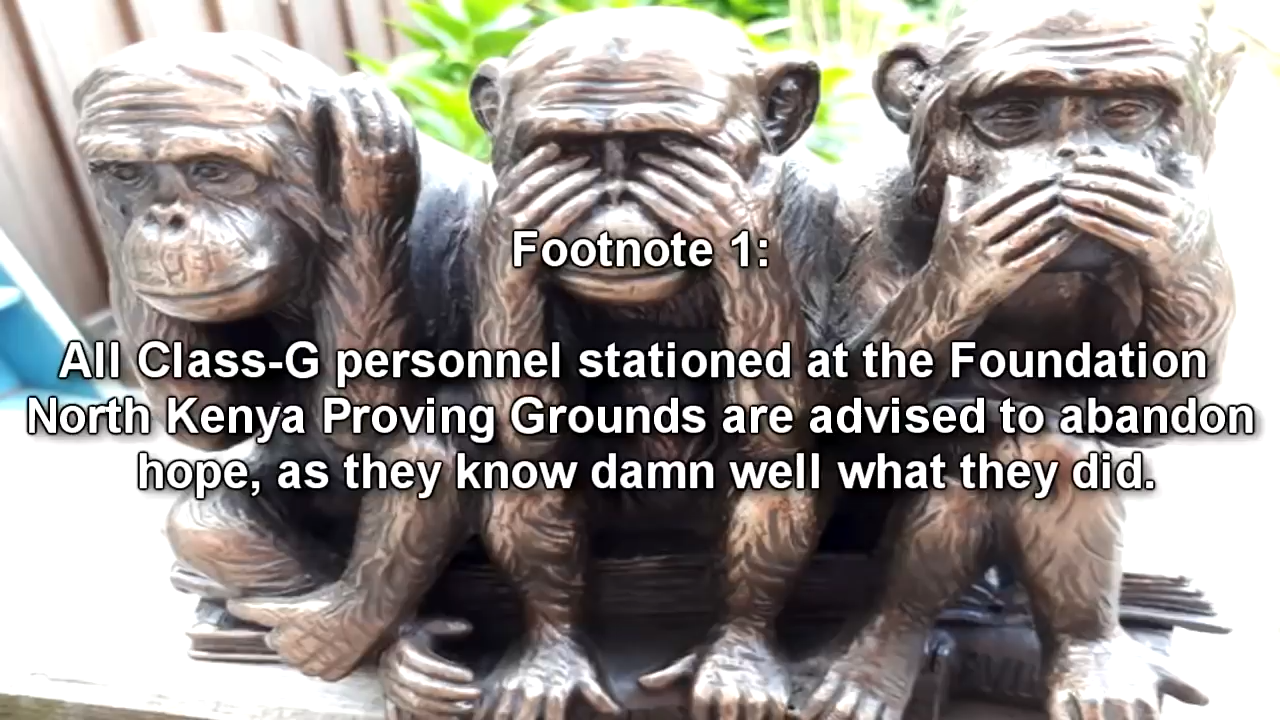 Footnote 1:
All Class-G personnel stationed at the Foundation
North Kenya Proving Grounds are advised to abandon
hope, as they know damn well what they did.